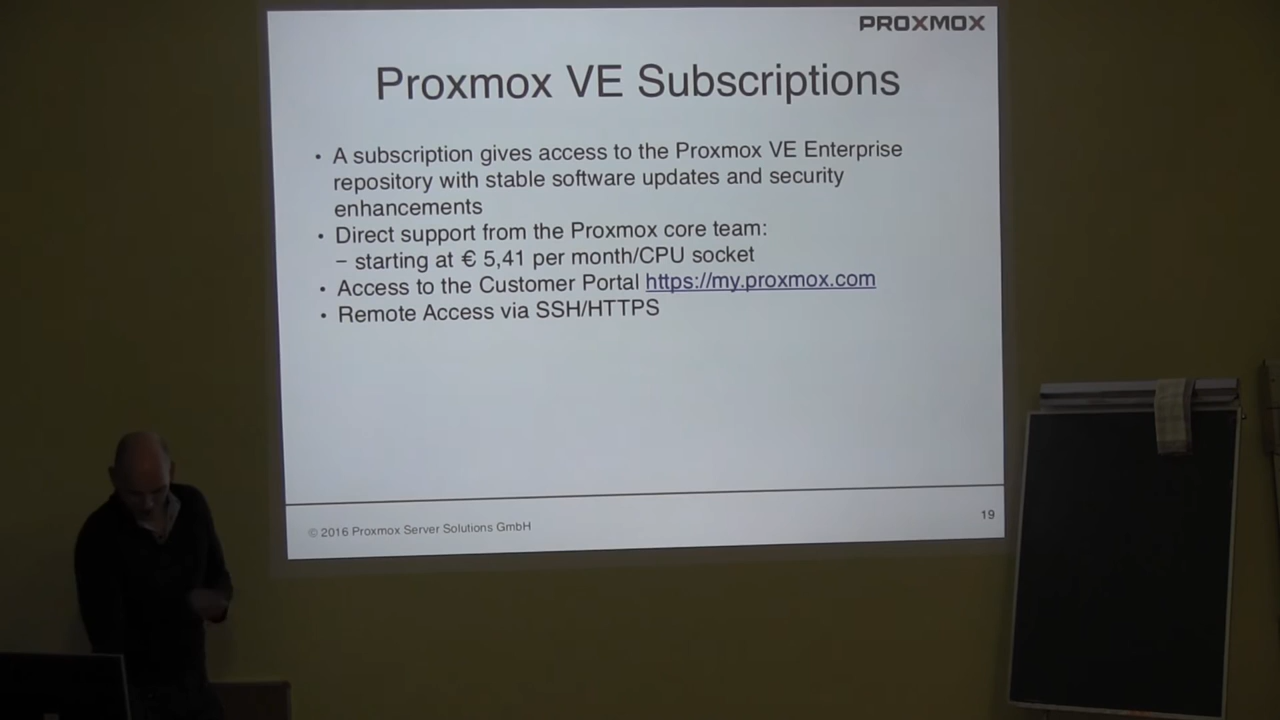 PROXMOX
Proxmox VE Subscriptions
• A subscription gives access to the Proxmox VE Enterprise
repository with stable software updates and security
enhancements
• Direct support from the Proxmox core team:
– starting at € 5,41 per month/CPU socket
• Access to the Customer Portal https://my.proxmox.com
• Remote Access via SSH/HTTPS
© 2016 Proxmox Server Solutions GmbH
19